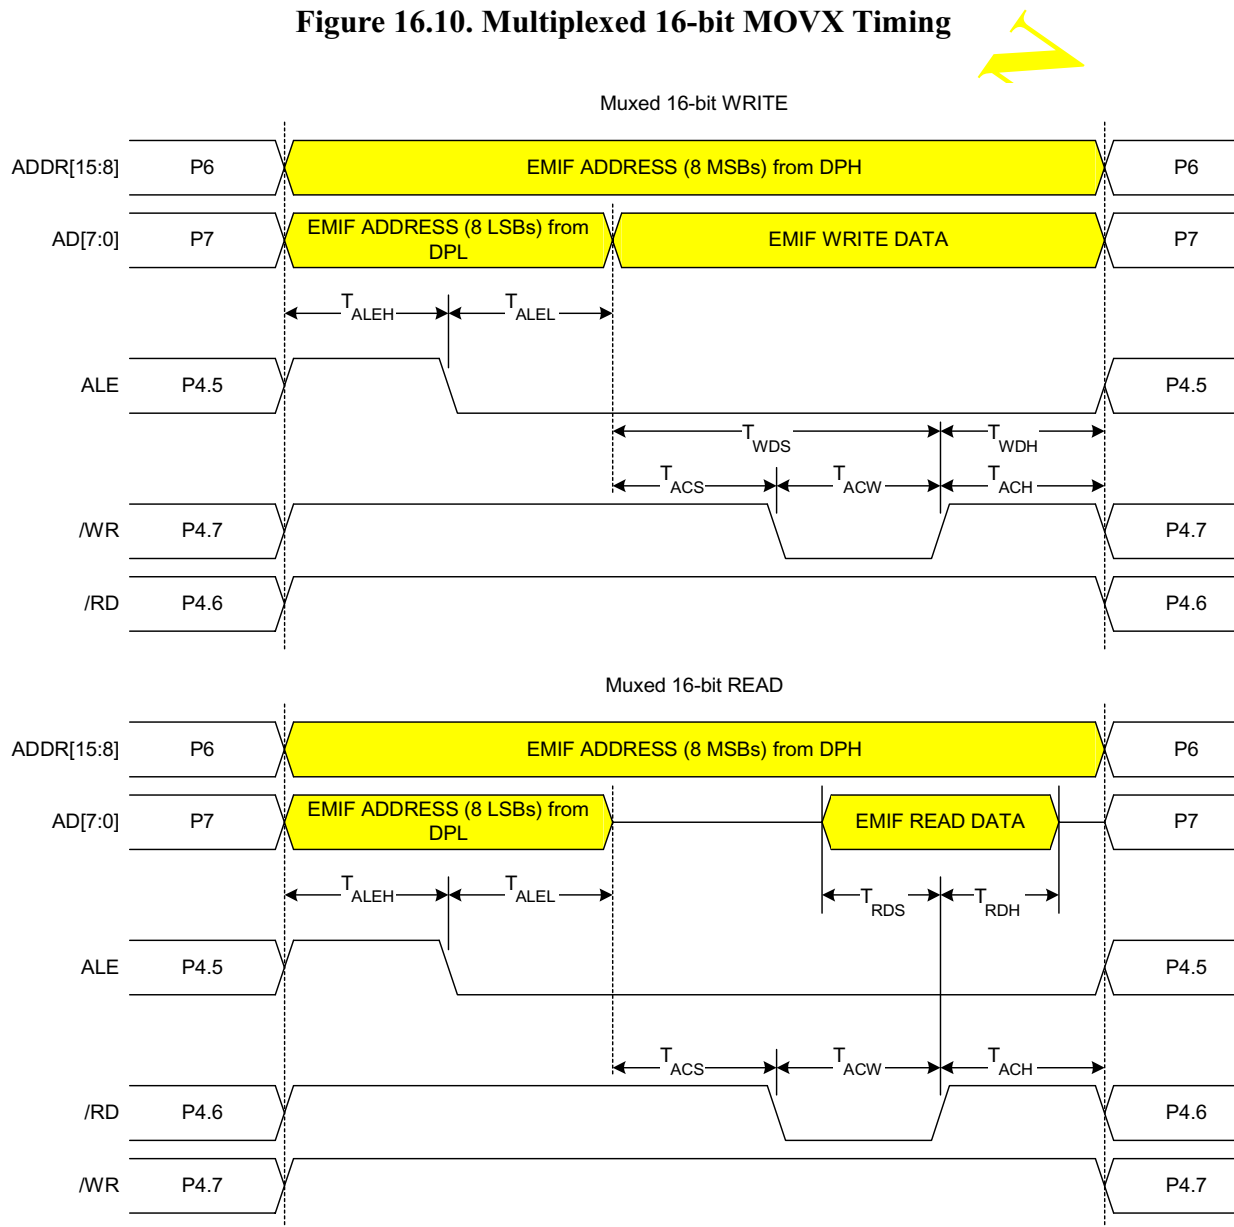 Figure 16.10. Multiplexed 16-bit MOVX Timing
Muxed 16-bit WRITE
ADDR[15:8] P6 EMIF ADDRESS (8 MSBs) from DPH P6
AD[7:0] P7 EMIF ADDRESS (8 LSBs) from DPL EMIF WRITE DATA P7
TALEH TALEL
ALE P4.5 P4.5
TWDS TWDH
TACS TACW TACH
/WR P4.7 P4.7
/RD P4.6 P4.6
Muxed 16-bit READ
ADDR[15:8] P6 EMIF ADDRESS (8 MSBs) from DPH P6
AD[7:0] P7 EMIF ADDRESS (8 LSBs) from DPL EMIF READ DATA P7
TALEH TALEL TRDS TRDH
ALE P4.5 P4.5
TACS TACW TACH
/RD P4.6 P4.6
/WR P4.7 P4.7